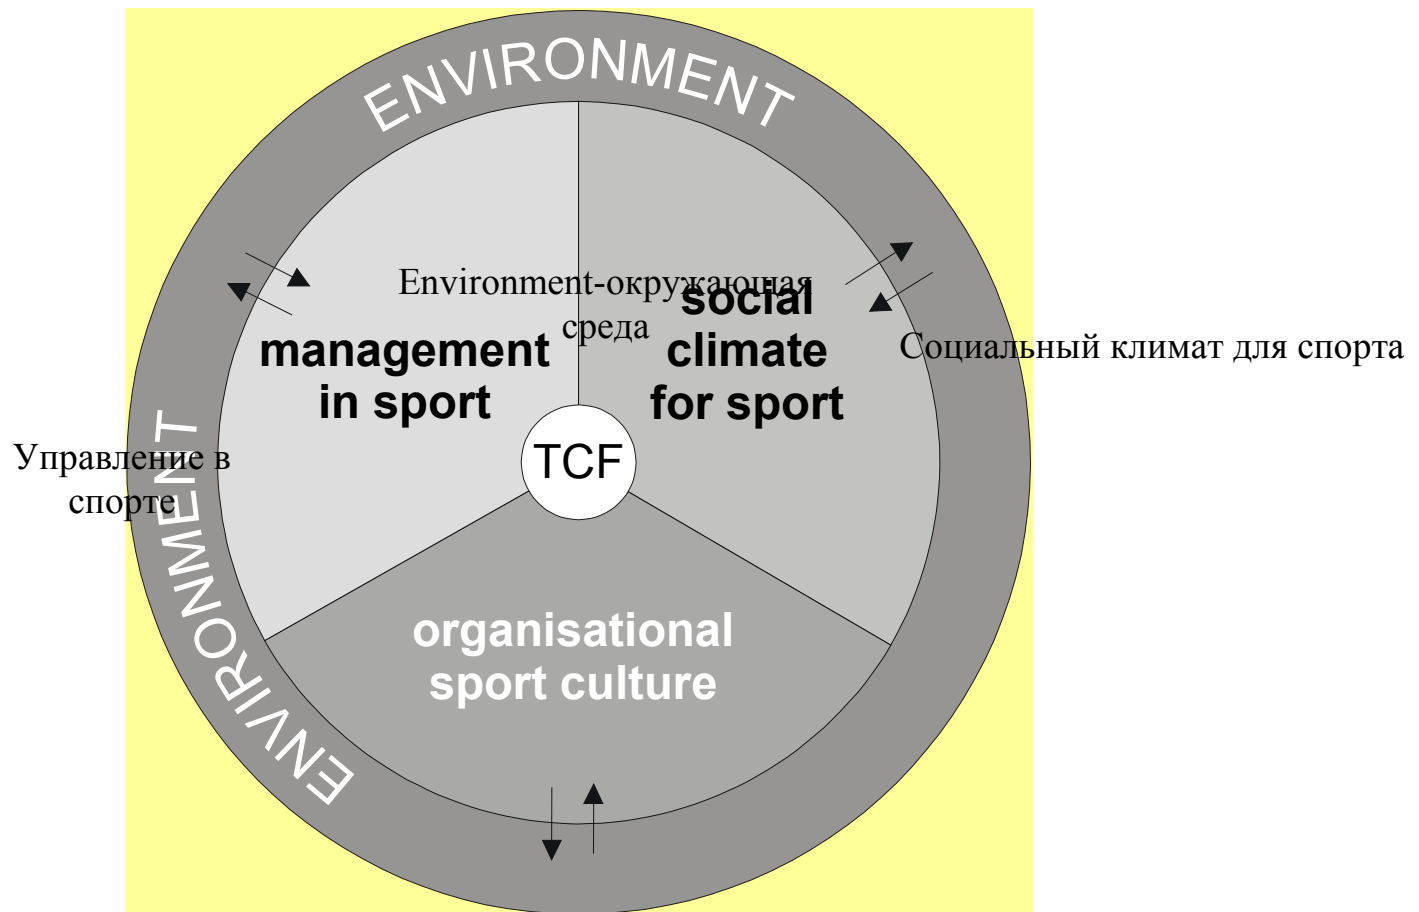 ENVIRONMENT
Environment-окружающая
среда
social
climate
for sport
management
in sport
Социальный климат для спорта
TCF
Управление в
спорте
ENVIRONMENT
organisational
sport culture